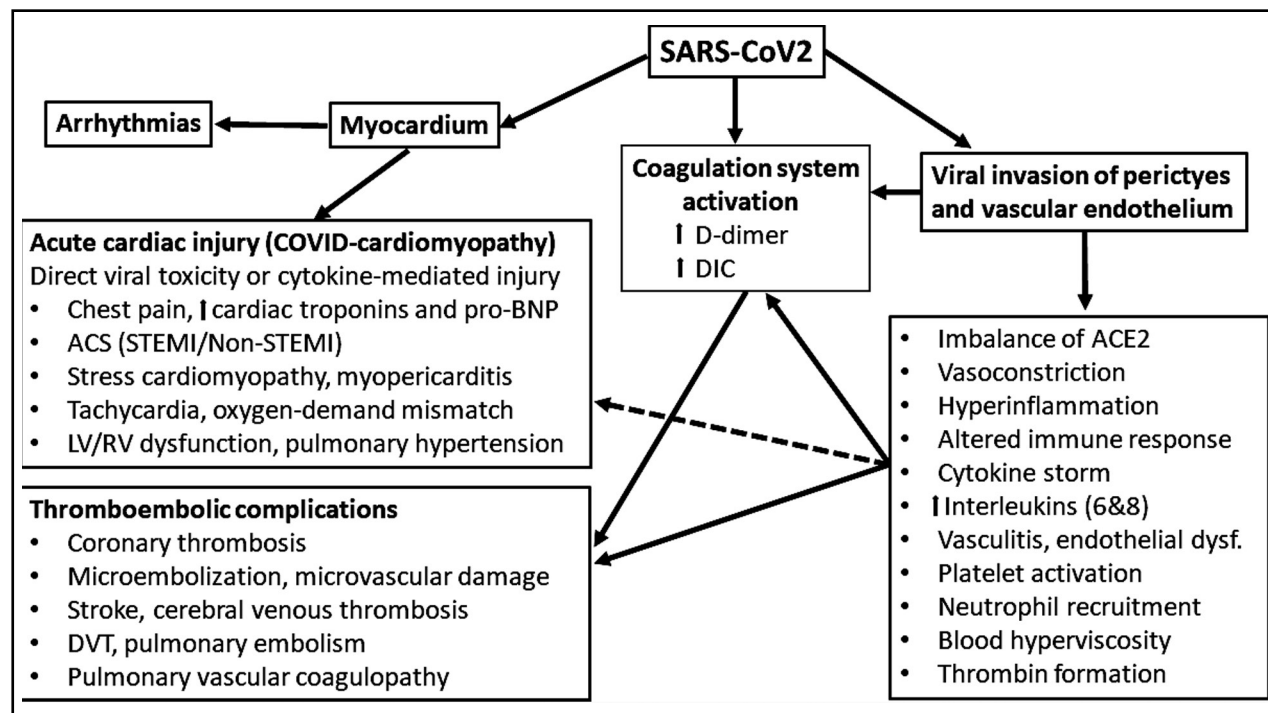 SARS-CoV2
Arrhythmias
Myocardium
Coagulation system
activation
⬆ D-dimer
⬆ DIC
Viral invasion of perictyes
and vascular endothelium
Acute cardiac injury (COVID-cardiomyopathy)
Direct viral toxicity or cytokine-mediated injury
• Chest pain, ⬆cardiac troponins and pro-BNP
• ACS (STEMI/Non-STEMI)
• Stress cardiomyopathy, myopericarditis
• Tachycardia, oxygen-demand mismatch
• LV/RV dysfunction, pulmonary hypertension
Thromboembolic complications
• Coronary thrombosis
• Microembolization, microvascular damage
• Stroke, cerebral venous thrombosis
• DVT, pulmonary embolism
• Pulmonary vascular coagulopathy
• Imbalance of ACE2
• Vasoconstriction
• Hyperinflammation
• Altered immune response
• Cytokine storm
• ⬆Interleukins (6&8)
• Vasculitis, endothelial dysf.
• Platelet activation
• Neutrophil recruitment
• Blood hyperviscosity
• Thrombin formation